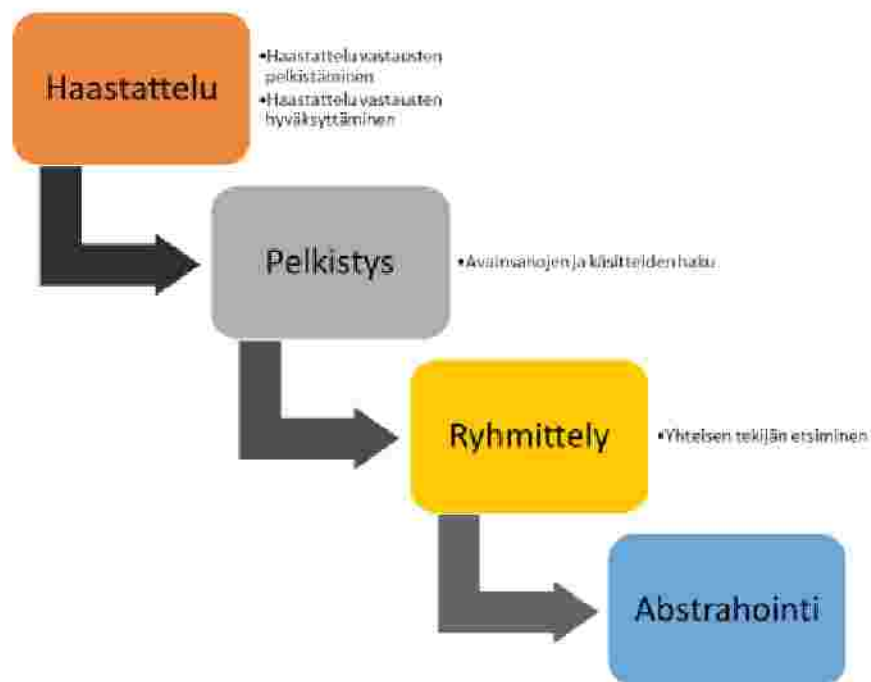 Haastattelu
•Haastattelu vastausten
pelkistäminen
•Haastattelu vastausten
hyväksyttäminen
Pelkistys
•Avainsanojen ja käsitteiden haku
Ryhmittely
•Yhteisen tekijän etsiminen
Abstrahointi